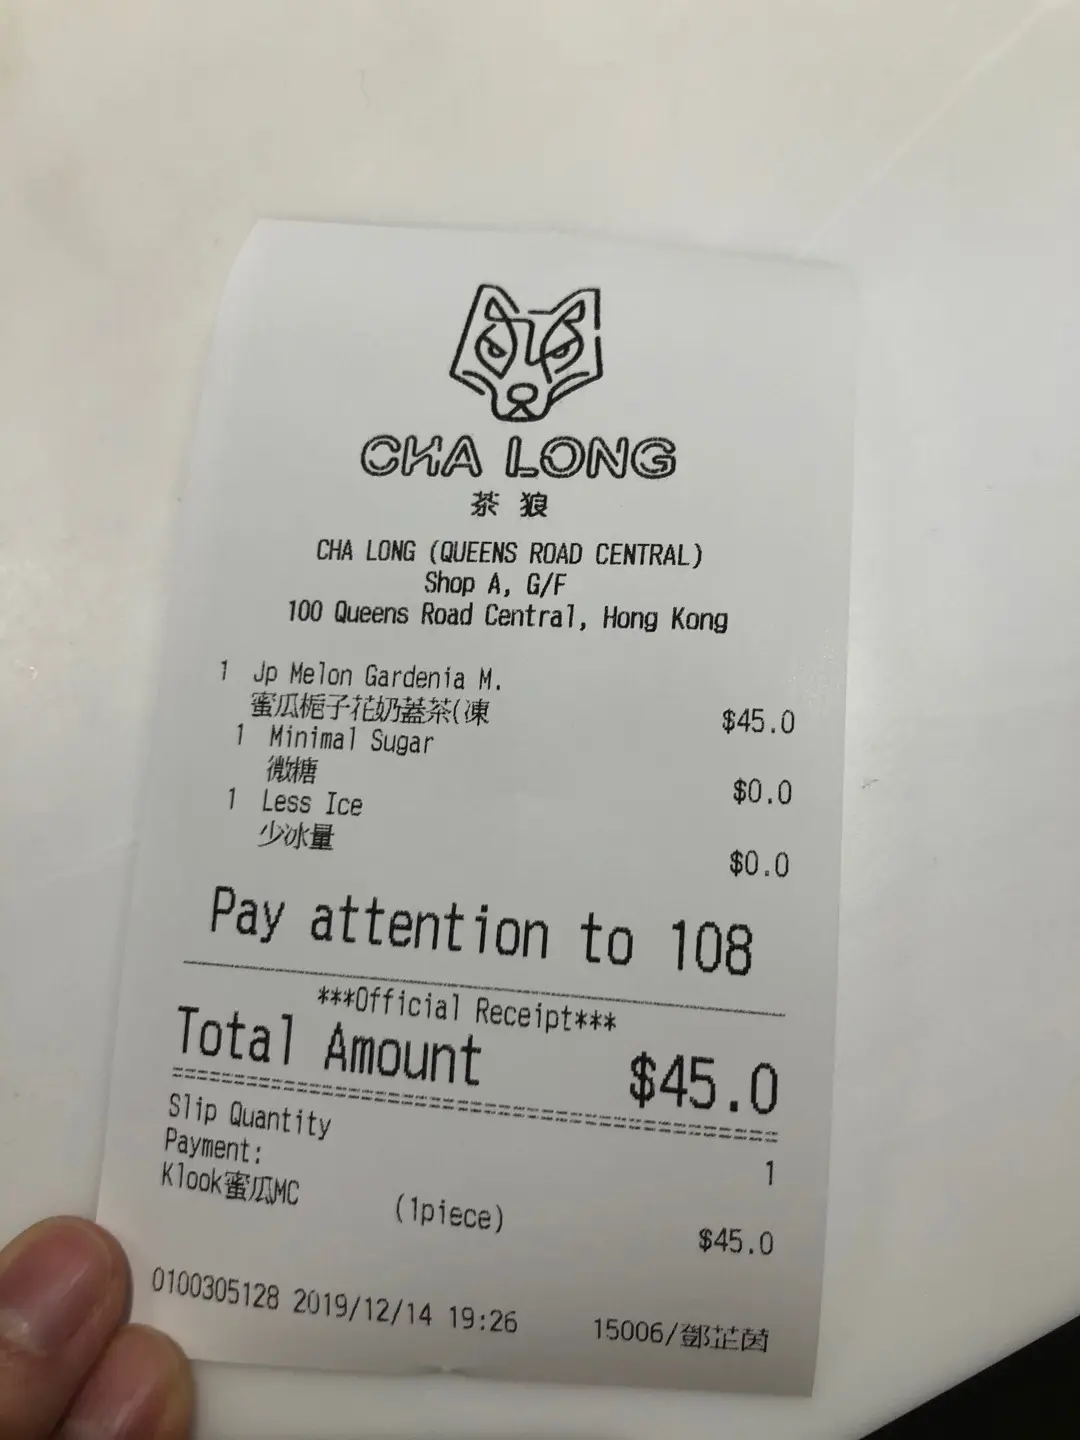 CHA LONG
茶狼
CHA LONG (QUEENS ROAD CENTRAL)
Shop A, G/F
100 Queens Road Central, Hong Kong
1 Jp Melon Gardenia M.
蜜瓜梔子花奶蓋茶(凍 $45.0
1 Minimal Sugar
微糖 $0.0
1 Less Ice
少冰量 $0.0
Pay attention to 108
***Official Receipt***
Total Amount $45.0
Slip Quantity 1
Payment:
Klook蜜瓜MC (1piece) $45.0
0100305128 2019/12/14 19:26 15006/鄧芷茵